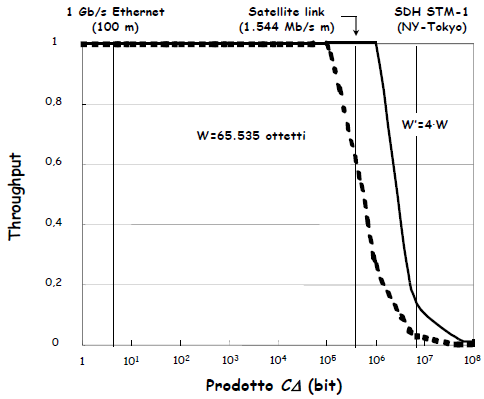 1 Gb/s Ethernet
(100 m)
Satellite link
(1.544 Mb/s m)
SDH STM-1
(NY-Tokyo)
1
0.8
0,6
0,4
0,2
0
W=65.535 ottetti
W'=4·W
Throughput
1 10¹ 10² 10³ 10⁴ 10⁵ 10⁶ 10⁷ 10⁸
Prodotto CΔ (bit)